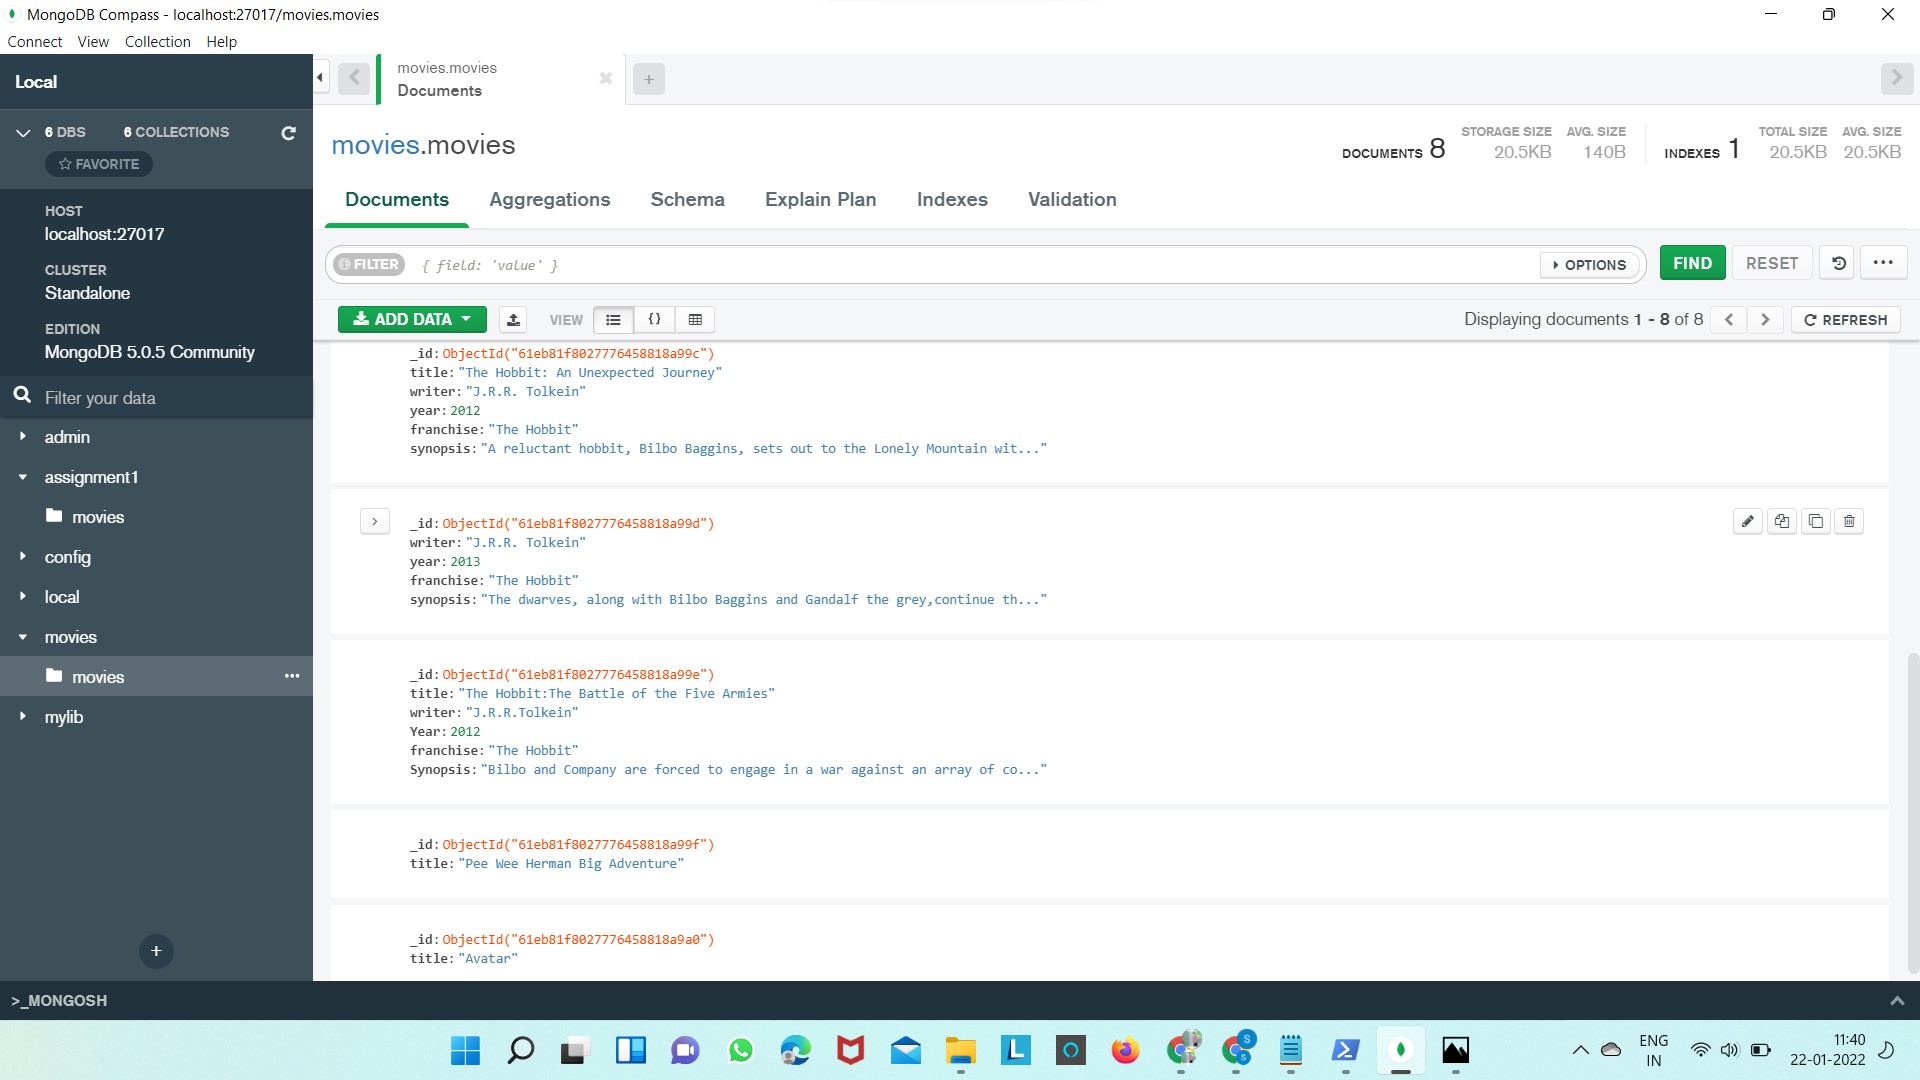 MongoDB Compass - localhost:27017/movies.movies
Connect View Collection Help
Local
6 DBS 6 COLLECTIONS
FAVORITE
HOST
localhost:27017
CLUSTER
Standalone
EDITION
MongoDB 5.0.5 Community
Filter your data
admin
assignment1
movies
config
local
movies
movies
mylib
movies.movies
Documents
movies.movies
DOCUMENTS 8
STORAGE SIZE
20.5KB
AVG. SIZE
140B
INDEXES 1
TOTAL SIZE
20.5KB
AVG. SIZE
20.5KB
Documents Aggregations Schema Explain Plan Indexes Validation
FILTER { field: 'value' } OPTIONS FIND RESET
ADD DATA VIEW Displaying documents 1 - 8 of 8 REFRESH
_id: ObjectId("61eb81f8027776458818a99c")
title: "The Hobbit: An Unexpected Journey"
writer: "J.R.R. Tolkein"
year: 2012
franchise: "The Hobbit"
synopsis: "A reluctant hobbit, Bilbo Baggins, sets out to the Lonely Mountain wit..."
_id: ObjectId("61eb81f8027776458818a99d")
writer: "J.R.R. Tolkein"
year: 2013
franchise: "The Hobbit"
synopsis: "The dwarves, along with Bilbo Baggins and Gandalf the grey,continue th..."
_id: ObjectId("61eb81f8027776458818a99e")
title: "The Hobbit:The Battle of the Five Armies"
writer: "J.R.R.Tolkein"
Year: 2012
franchise: "The Hobbit"
Synopsis: "Bilbo and Company are forced to engage in a war against an array of co..."
_id: ObjectId("61eb81f8027776458818a99f")
title: "Pee Wee Herman Big Adventure"
_id: ObjectId("61eb81f8027776458818a9a0")
title: "Avatar"
>_MONGOSH
L
S
S
ENG
IN
11:40
22-01-2022